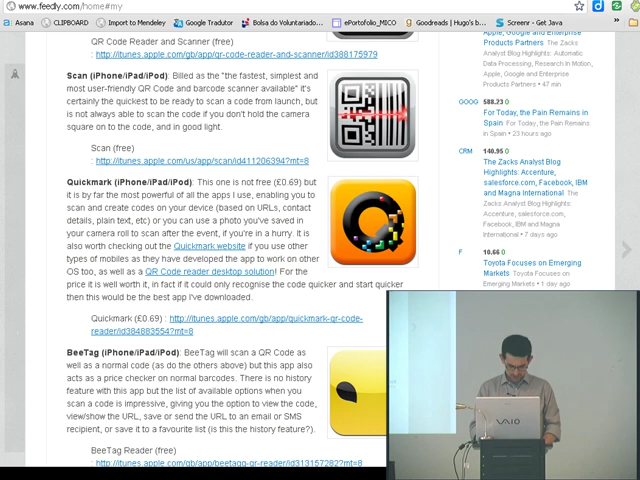 www.feedly.com/home#my
Asana
CLIPBOARD
Import to Mendeley
Google Tradutor
Bolsa do Voluntariado...
ePortofolio_MICO
Goodreads | Hugo's b...
Screenr - Get Java
QR Code Reader and Scanner (free)
: http://itunes.apple.com/gb/app/qr-code-reader-and-scanner/id388175979
Scan (iPhone/iPad/iPod): Billed as the "the fastest, simplest and
most user-friendly QR Code and barcode scanner available" it's
certainly the quickest to be ready to scan a code from launch, but
is not always able to scan the code if you don't hold the camera
square on to the code, and in good light.
Scan (free)
: http://itunes.apple.com/us/app/scan/id411206394?mt=8
Quickmark (iPhone/iPad/iPod): This one is not free (£0.69) but
it is by far the most powerful of all the apps I use, enabling you to
scan and create codes on your device (based on URLs, contact
details, plain text, etc) or you can use a photo you've saved in
your camera roll to scan after the event, if you're in a hurry. It is
also worth checking out the Quickmark website if you use other
types of mobiles as they have developed the app to work on other
OS too, as well as a QR Code reader desktop solution! For the
price it is well worth it, in fact if it could only recognise the code quicker and start quicker
then this would be the best app I've downloaded.
Quickmark (£0.69) : http://itunes.apple.com/gb/app/quickmark-qr-code-
reader/id384883554?mt=8
BeeTag (iPhone/iPad/iPod): BeeTag will scan a QR Code as
well as a normal code (as do the others above) but this app also
acts as a price checker on normal barcodes. There is no history
feature with this app but the list of available options when you
scan a code is impressive, giving you the option to view the code,
view/show the URL, save or send the URL to an email or SMS
recipient, or save it to a favourite list (is this the history feature?).
BeeTag Reader (free)
: http://itunes.apple.com/gb/app/beetagg-qr-reader/id313157282?mt=8
Apple, Google and Enterprise
Products Partners The Zacks
Analyst Blog Highlights: Automatic
Data Processing, Research In Motion,
Apple, Google and Enterprise
Products Partners • 47 min
GOOG 588.23 0
For Today, the Pain Remains in
Spain For Today, the Pain Remains in
Spain • 23 hours ago
CRM 140.95 0
The Zacks Analyst Blog
Highlights: Accenture,
salesforce.com, Facebook, IBM
and Magna International The
Zacks Analyst Blog Highlights:
Accenture, salesforce.com,
Facebook, IBM and Magna
International • 7 days ago
F 10.66 0
Toyota Focuses on Emerging
Markets Toyota Focuses on
Emerging Markets • 1 day ago
VAIO